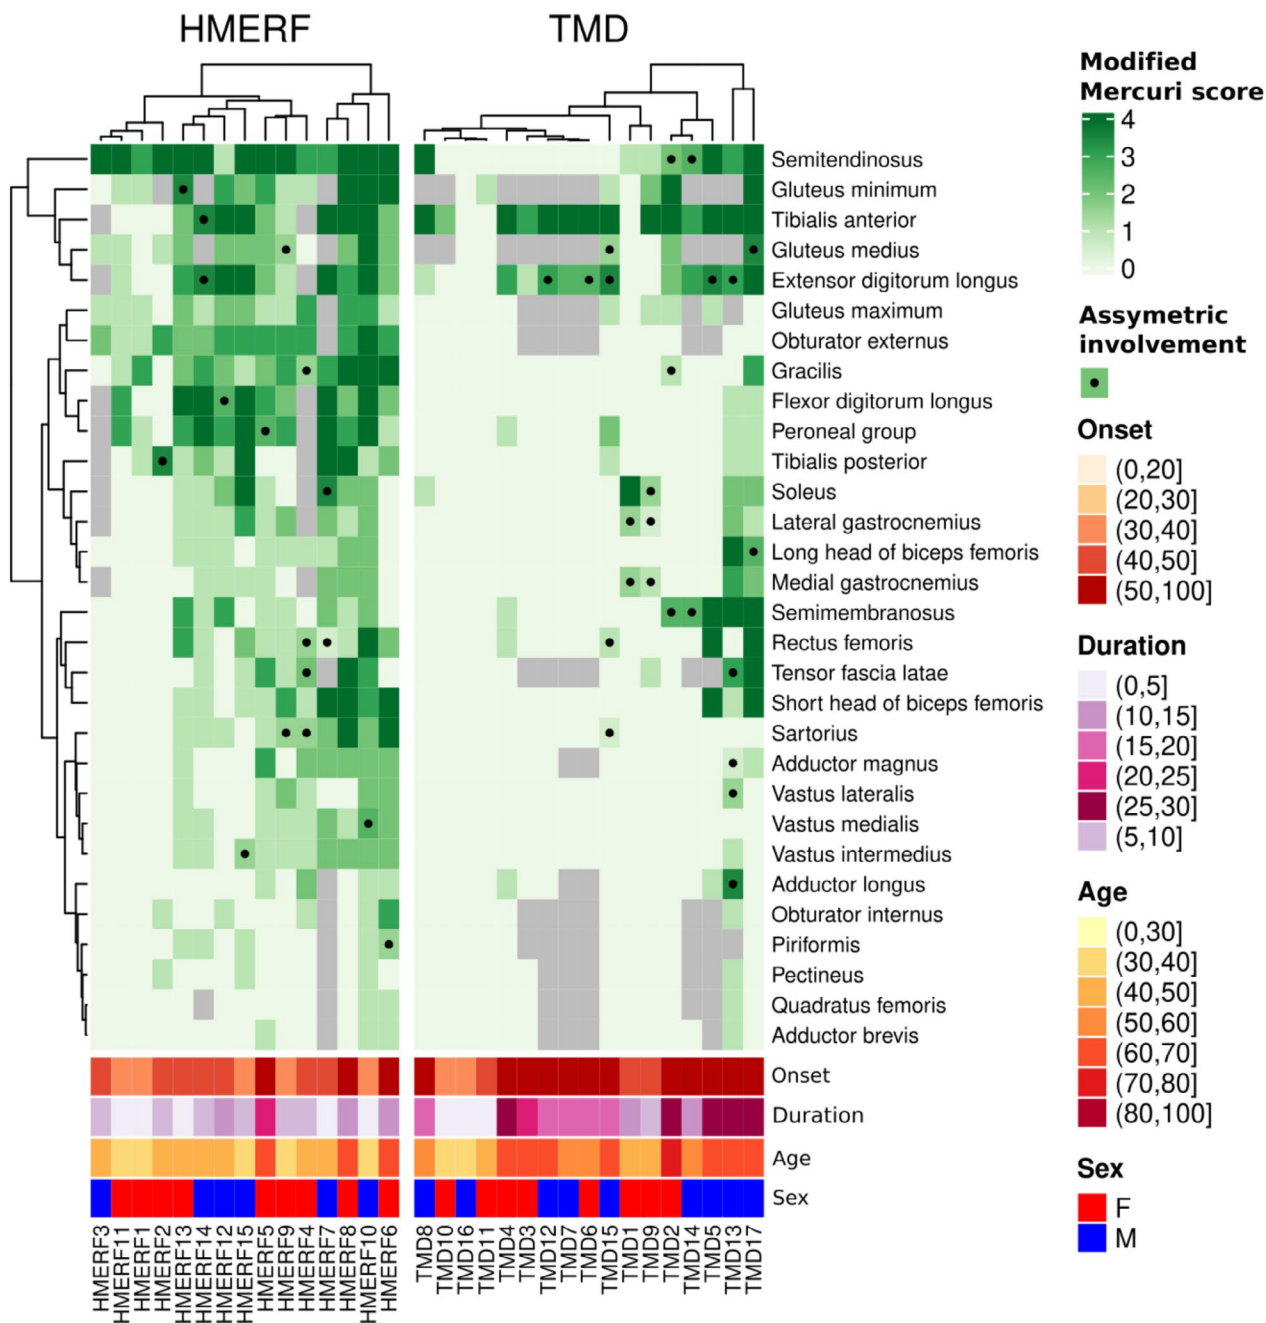 HMERF
TMD
Semitendinosus
Gluteus minimum
Tibialis anterior
Gluteus medius
Extensor digitorum longus
Gluteus maximum
Obturator externus
Gracilis
Flexor digitorum longus
Peroneal group
Tibialis posterior
Soleus
Lateral gastrocnemius
Long head of biceps femoris
Medial gastrocnemius
Semimembranosus
Rectus femoris
Tensor fascia latae
Short head of biceps femoris
Sartorius
Adductor magnus
Vastus lateralis
Vastus medialis
Vastus intermedius
Adductor longus
Obturator internus
Piriformis
Pectineus
Quadratus femoris
Adductor brevis
Onset
Duration
Age
Sex
HMERF3
HMERF11
HMERF1
HMERF2
HMERF13
HMERF14
HMERF12
HMERF15
HMERF5
HMERF9
HMERF4
HMERF7
HMERF8
HMERF10
HMERF6
TMD8
TMD10
TMD16
TMD11
TMD4
TMD3
TMD12
TMD7
TMD6
TMD15
TMD1
TMD9
TMD2
TMD14
TMD5
TMD13
TMD17
Modified
Mercuri score
4
3
2
1
0
Assymetric
involvement
Onset
(0,20]
(20,30]
(30,40]
(40,50]
(50,100]
Duration
(0,5]
(10,15]
(15,20]
(20,25]
(25,30]
(5,10]
Age
(0,30]
(30,40]
(40,50]
(50,60]
(60,70]
(70,80]
(80,100]
Sex
F
M